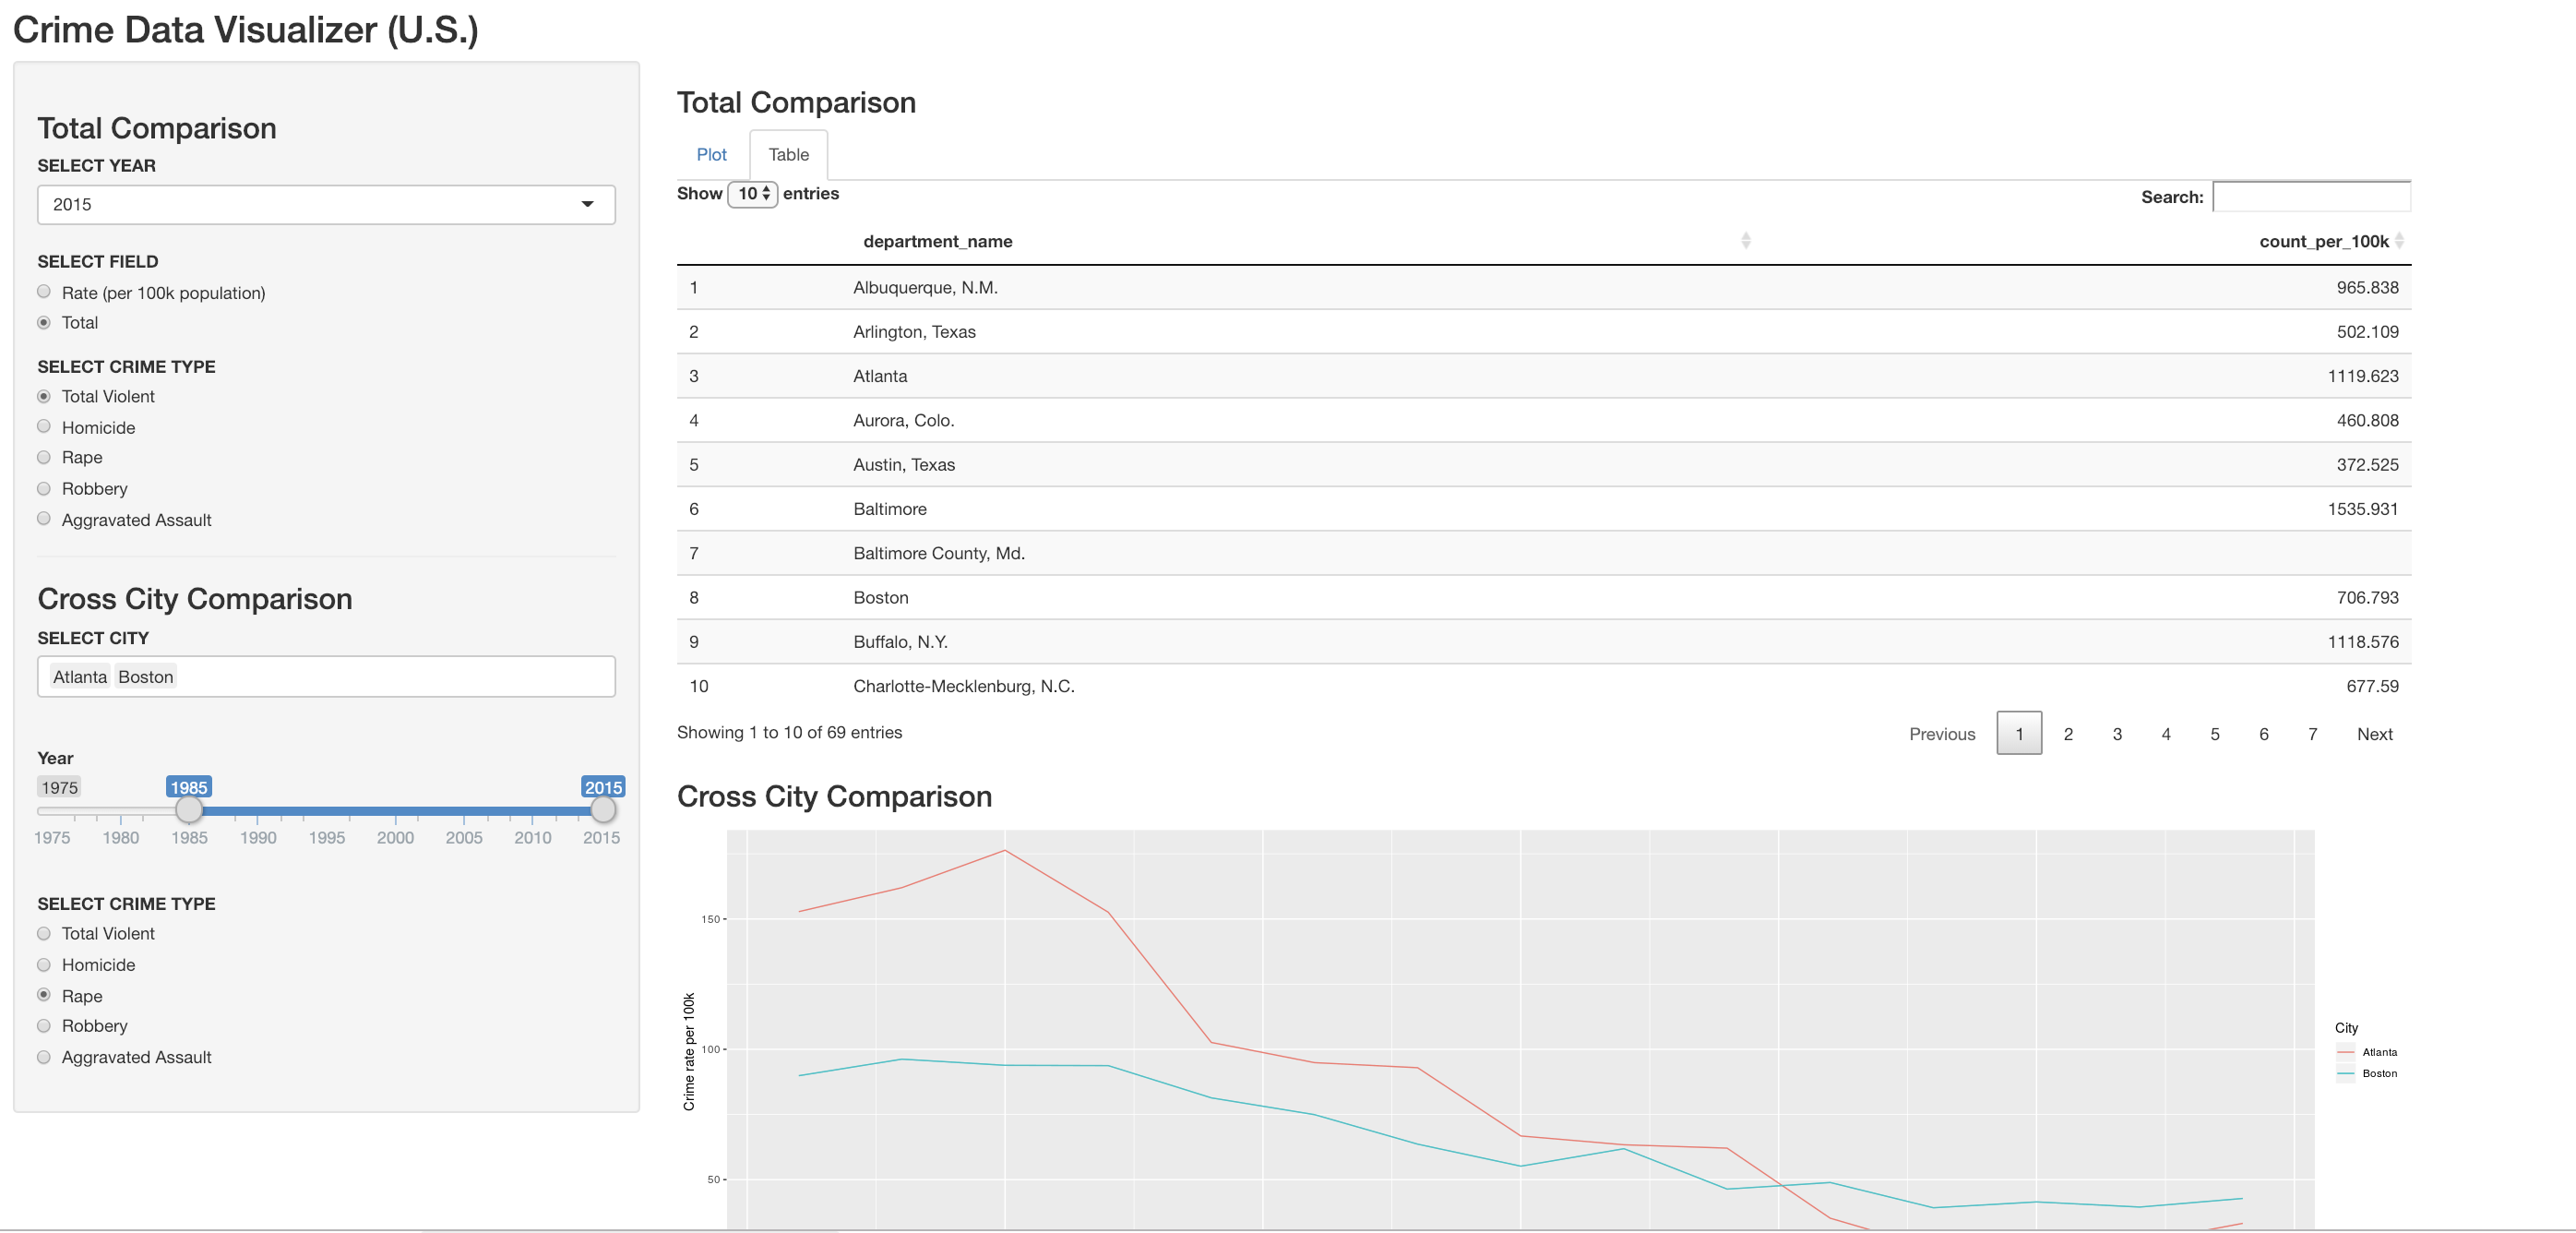 Crime Data Visualizer (U.S.)
Total Comparison
SELECT YEAR
2015
SELECT FIELD
Rate (per 100k population)
Total
SELECT CRIME TYPE
Total Violent
Homicide
Rape
Robbery
Aggravated Assault
Cross City Comparison
SELECT CITY
Atlanta Boston
Year
1975 1985 2015
1975 1980 1985 1990 1995 2000 2005 2010 2015
SELECT CRIME TYPE
Total Violent
Homicide
Rape
Robbery
Aggravated Assault
Total Comparison
Plot Table
Show 10 entries Search:
department_name count_per_100k
1 Albuquerque, N.M. 965.838
2 Arlington, Texas 502.109
3 Atlanta 1119.623
4 Aurora, Colo. 460.808
5 Austin, Texas 372.525
6 Baltimore 1535.931
7 Baltimore County, Md.
8 Boston 706.793
9 Buffalo, N.Y. 1118.576
10 Charlotte-Mecklenburg, N.C. 677.59
Showing 1 to 10 of 69 entries Previous 1 2 3 4 5 6 7 Next
Cross City Comparison
150
100
50
Crime rate per 100k
City
Atlanta
Boston